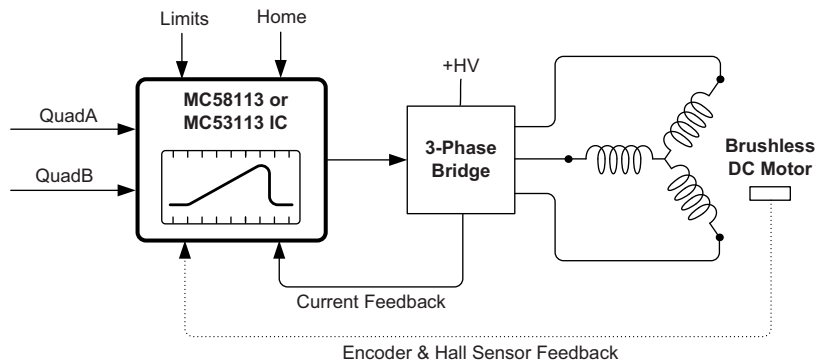 Limits
Home
QuadA
QuadB
MC58113 or
MC53113 IC
+HV
3-Phase
Bridge
Brushless
DC Motor
Current Feedback
Encoder & Hall Sensor Feedback